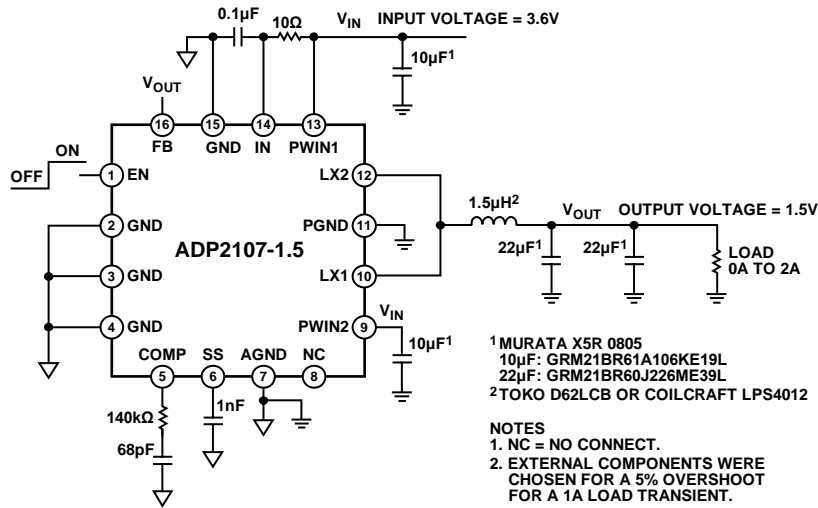 0.1µF
10Ω
VIN INPUT VOLTAGE = 3.6V
10µF1
VOUT
16 15 14 13
FB GND IN PWIN1
OFF ON
1 EN
2 GND
3 GND
4 GND
ADP2107-1.5
LX2 12
PGND 11
LX1 10
PWIN2 9
VIN
10µF1
1.5µH2
VOUT OUTPUT VOLTAGE = 1.5V
22µF1
22µF1
LOAD
0A TO 2A
COMP SS AGND NC
5 6 7 8
140kΩ
1nF
68pF
1 MURATA X5R 0805
10µF: GRM21BR61A106KE19L
22µF: GRM21BR60J226ME39L
2 TOKO D62LCB OR COILCRAFT LPS4012
NOTES
1. NC = NO CONNECT.
2. EXTERNAL COMPONENTS WERE
CHOSEN FOR A 5% OVERSHOOT
FOR A 1A LOAD TRANSIENT.